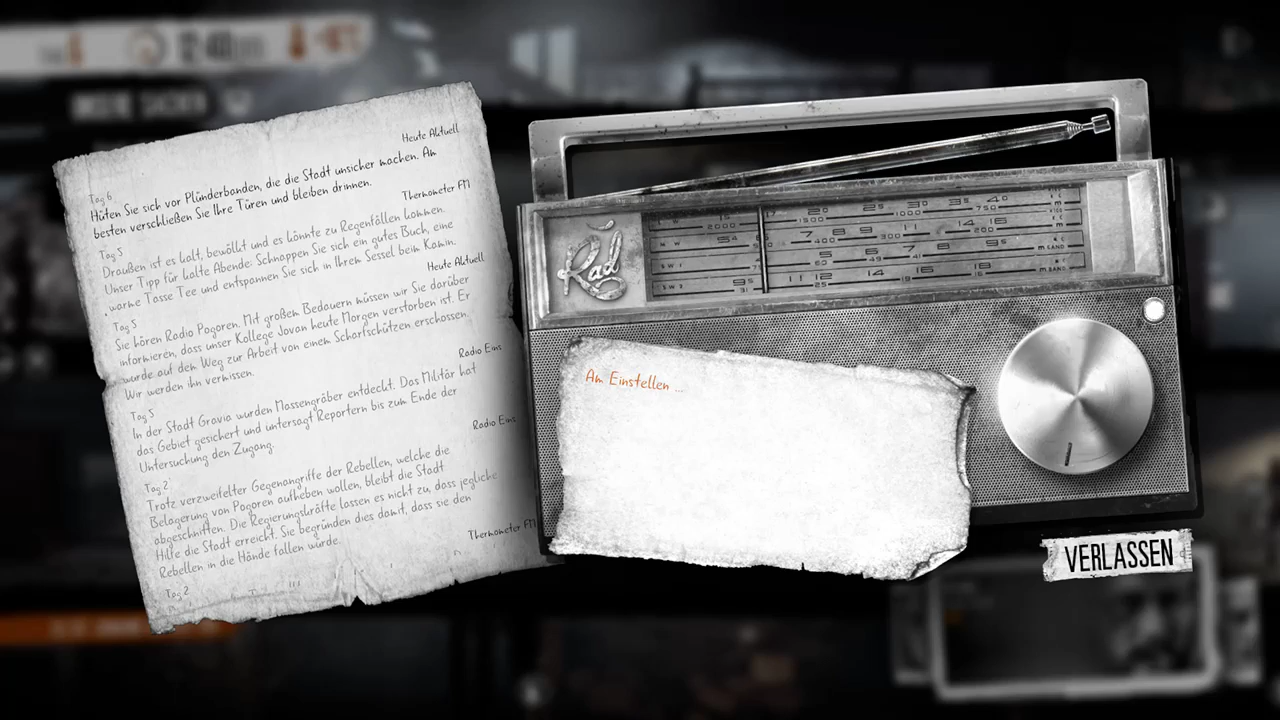 Heute Aktuell
Tag 6
Hüten Sie sich vor Plünderbanden, die die Stadt unsicher machen. Am
besten verschließen Sie Ihre Türen und bleiben drinnen.
Thermometer FM
Tag 5
Draußen ist es kalt, bewölkt und es könnte zu Regenfällen kommen.
Unser Tipp für kalte Abende: Schnappen Sie sich ein gutes Buch, eine
warme Tasse Tee und entspannen Sie sich in Ihrem Sessel beim Kamin.
Heute Aktuell
Tag 5
Sie hören Radio Pogoren. Mit großen Bedauern müssen wir Sie darüber
informieren, dass unser Kollege Jovan heute Morgen verstorben ist. Er
wurde auf den Weg zur Arbeit von einem Scharfschützen erschossen.
Wir werden ihn vermissen.
Radio Eins
Tag 5
In der Stadt Gravia wurden Massengräber entdeckt. Das Militär hat
das Gebiet gesichert und untersagt Reportern bis zum Ende der
Untersuchung den Zugang.
Radio Eins
Tag 2
Trotz verzweifelter Gegenangriffe der Rebellen, welche die
Belagerung von Pogoren aufheben wollen, bleibt die Stadt
abgeschnitten. Die Regierungskräfte lassen es nicht zu, dass jegliche
Hilfe die Stadt erreicht. Sie begründen dies damit, dass sie den
Rebellen in die Hände fallen würde.
Thermometer FM
Tag 2
Rad
Am Einstellen ...
VERLASSEN